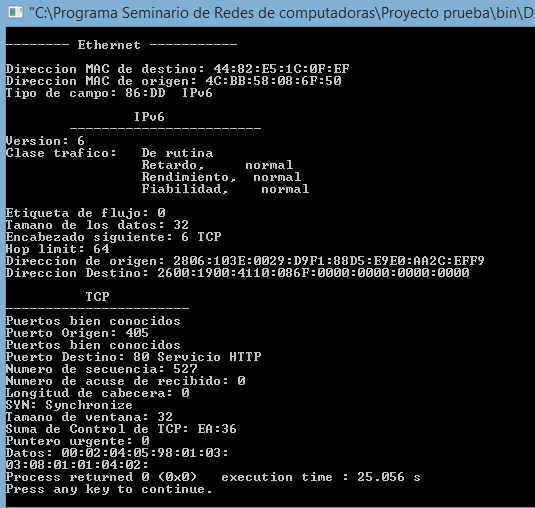 "C:\Programa Seminario de Redes de computadoras\Proyecto prueba\bin\D
-------- Ethernet -----------
Direccion MAC de destino: 44:82:E5:1C:0F:EF
Direccion MAC de origen: 4C:BB:58:08:6F:50
Tipo de campo: 86:DD  IPv6
IPv6
------------------------
Version: 6
Clase trafico:   De rutina
Retardo,     normal
Rendimiento,  normal
Fiabilidad,    normal
Etiqueta de flujo: 0
Tamano de los datos: 32
Encabezado siguiente: 6 TCP
Hop limit: 64
Direccion de origen: 2806:103E:0029:D9F1:88D5:E9E0:AA2C:EFF9
Direccion Destino: 2600:1900:4110:086F:0000:0000:0000:0000
TCP
-----------------------
Puertos bien conocidos
Puerto Origen: 405
Puertos bien conocidos
Puerto Destino: 80 Servicio HTTP
Numero de secuencia: 527
Numero de acuse de recibido: 0
Longitud de cabecera: 0
SYN: Synchronize
Tamano de ventana: 32
Suma de Control de TCP: EA:36
Puntero urgente: 0
Datos: 00:02:04:05:98:01:03:
03:08:01:01:04:02:
Process returned 0 (0x0)   execution time : 25.056 s
Press any key to continue.